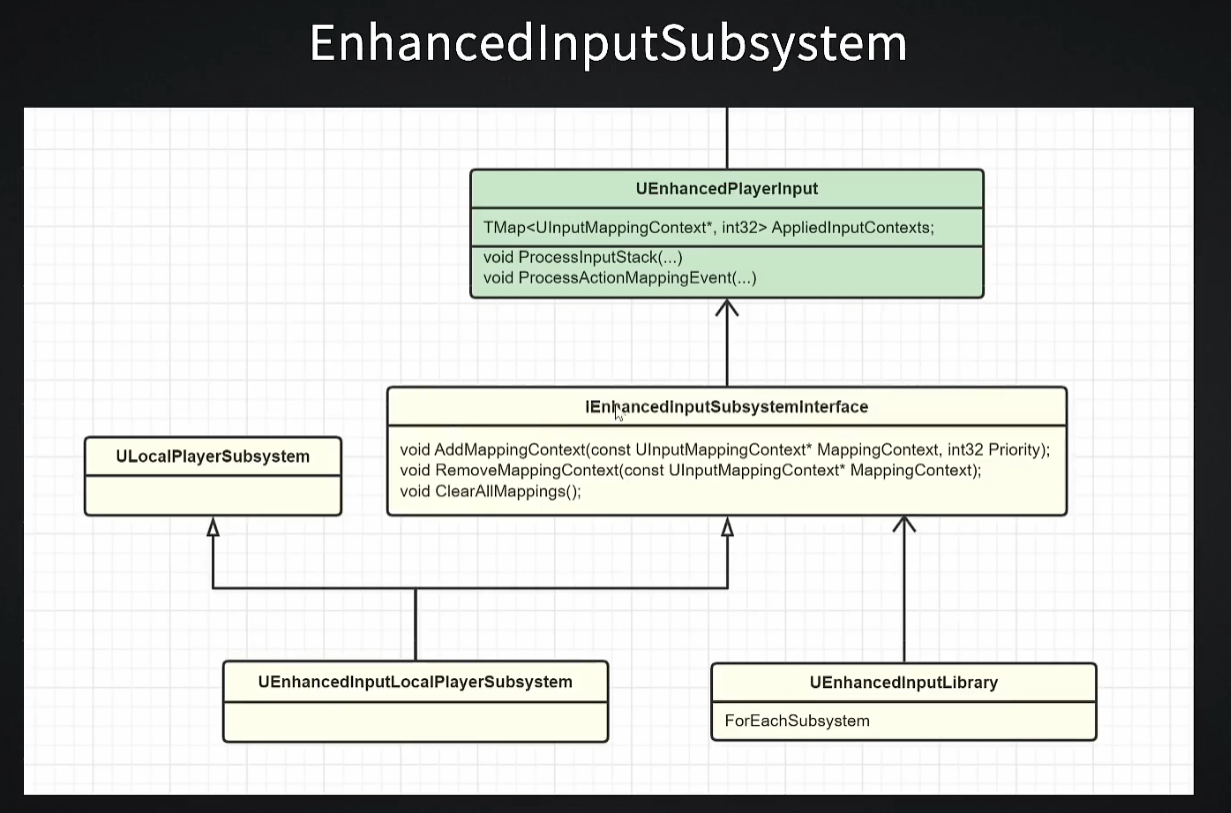 EnhancedInputSubsystem
UEnhancedPlayerInput
TMap<UInputMappingContext*, int32> AppliedInputContexts;
void ProcessInputStack(...)
void ProcessActionMappingEvent(...)
IEnhancedInputSubsystemInterface
void AddMappingContext(const UInputMappingContext* MappingContext, int32 Priority);
void RemoveMappingContext(const UInputMappingContext* MappingContext);
void ClearAllMappings();
ULocalPlayerSubsystem
UEnhancedInputLocalPlayerSubsystem
UEnhancedInputLibrary
ForEachSubsystem